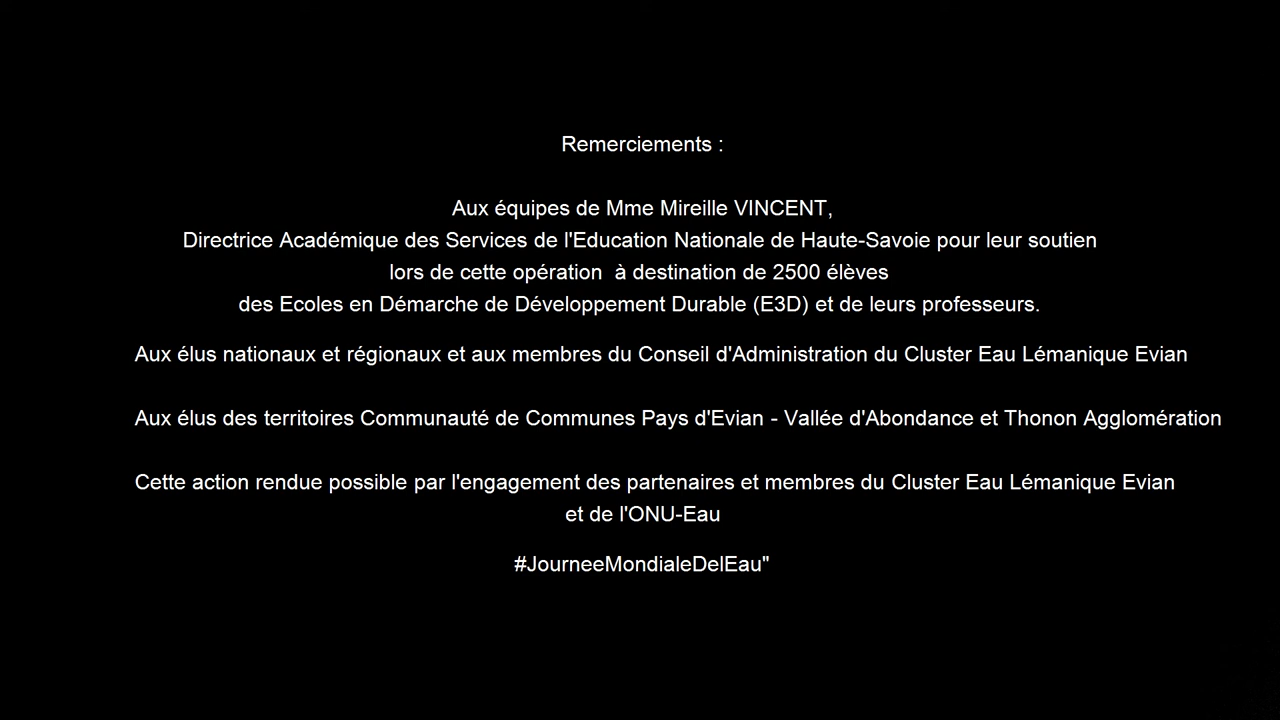 Remerciements :
Aux équipes de Mme Mireille VINCENT,
Directrice Académique des Services de l'Education Nationale de Haute-Savoie pour leur soutien
lors de cette opération  à destination de 2500 élèves
des Ecoles en Démarche de Développement Durable (E3D) et de leurs professeurs.
Aux élus nationaux et régionaux et aux membres du Conseil d'Administration du Cluster Eau Lémanique Evian
Aux élus des territoires Communauté de Communes Pays d'Evian - Vallée d'Abondance et Thonon Agglomération
Cette action rendue possible par l'engagement des partenaires et membres du Cluster Eau Lémanique Evian
et de l'ONU-Eau
#JourneeMondialeDelEau"